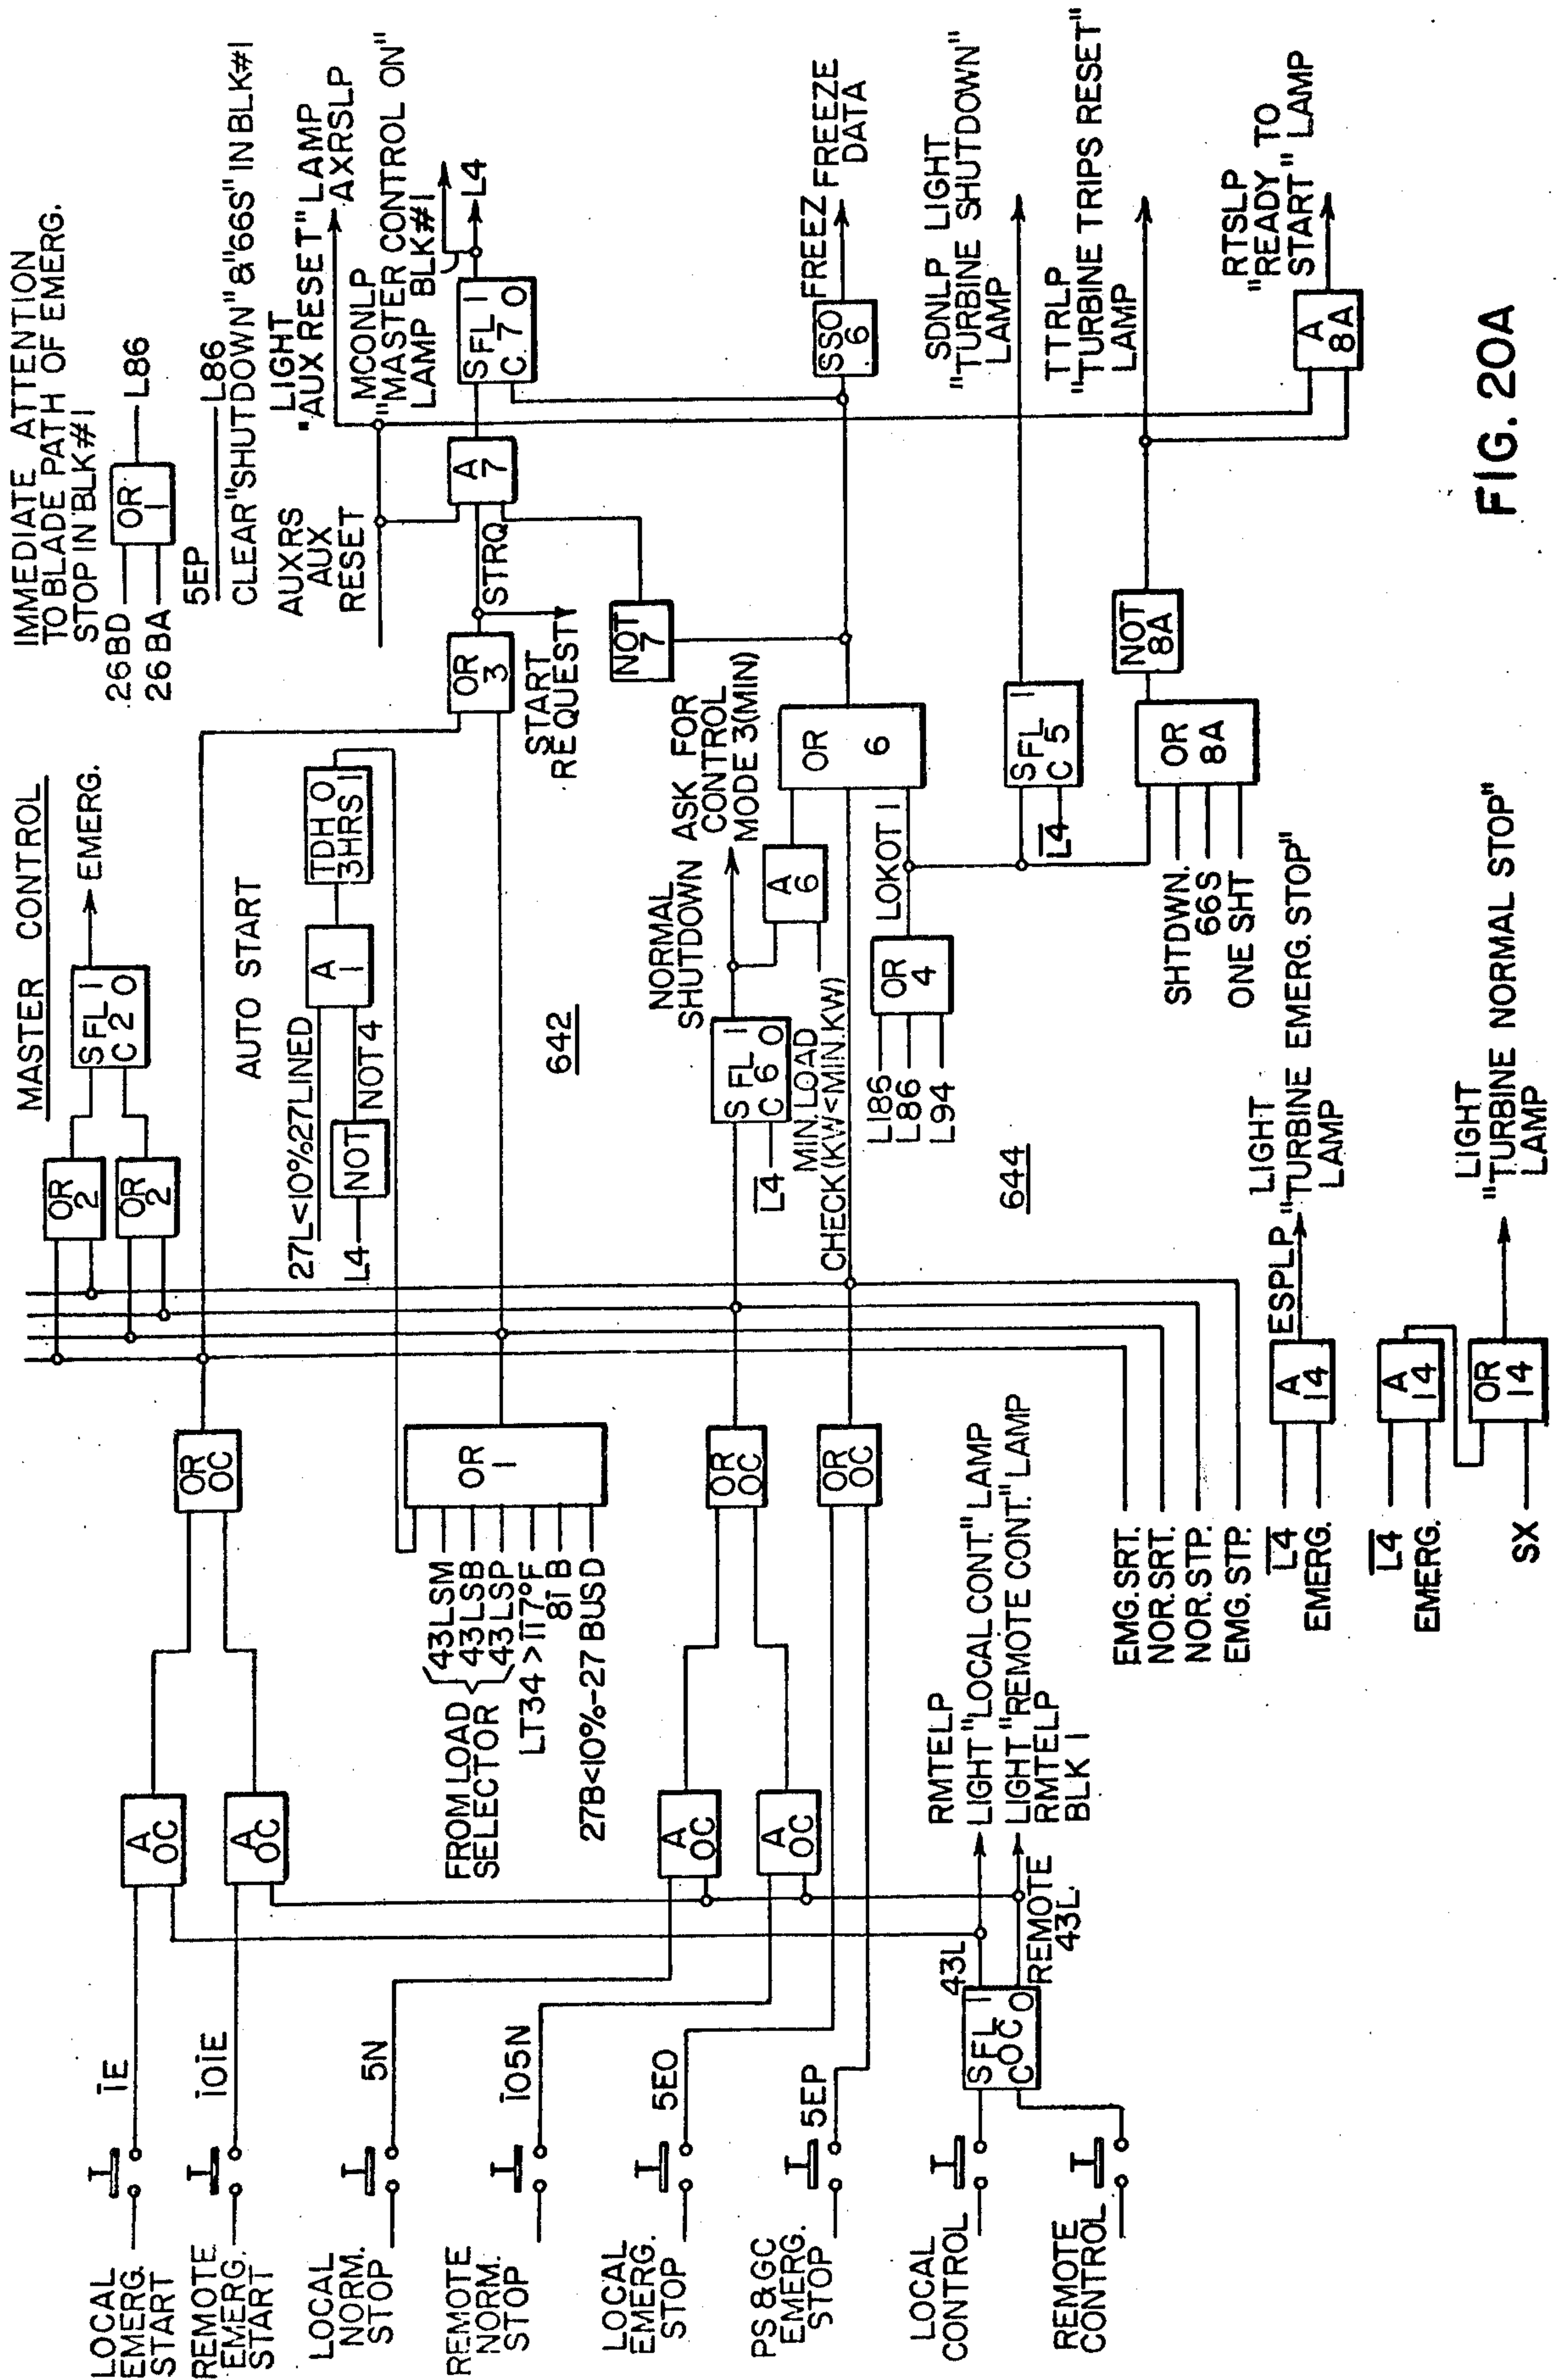 LOCAL
EMERG.
START
1E
REMOTE
EMERG.
START
101E
LOCAL
NORM.
STOP
5N
REMOTE
NORM.
STOP
105N
LOCAL
EMERG.
STOP
5EO
PS & GC
EMERG.
STOP
5EP
LOCAL
CONTROL
REMOTE
CONTROL
S FL 1
C OC O
43L
REMOTE
43L
RMTELP
LIGHT "LOCAL CONT." LAMP
LIGHT "REMOTE CONT." LAMP
RMTELP
BLK 1
A
OC
A
OC
A
OC
A
OC
OR
OC
OR
OC
OR
OC
FROM LOAD
SELECTOR
43LSM
43LSB
43LSP
LT34 > 117°F
81B
27B<10%-27 BUSD
OR
1
EMG.SRT.
NOR.SRT.
NOR.STP.
EMG.STP.
L4
EMERG.
A
14
ESPLP
LIGHT
"TURBINE EMERG. STOP"
LAMP
L4
EMERG.
A
14
SX
OR
14
LIGHT
"TURBINE NORMAL STOP"
LAMP
MASTER CONTROL
OR
2
OR
2
S FL 1
C 2 O
EMERG.
AUTO START
27L<10%27LINED
L4
NOT
NOT 4
A
1
TDH O
3HRS 1
642
S FL 1
C 6 O
L4
NORMAL
SHUTDOWN
ASK FOR
CONTROL
MODE 3(MIN)
MIN. LOAD
CHECK(KW<MIN.KW)
A
6
L186
L86
L94
OR
4
LOKOT 1
OR
6
644
SHTDWN.
66S
ONE SHT
OR
8A
NOT
8A
S FL 1
C 5
L4
OR
3
START
REQUEST
STRQ
NOT
7
A
7
AUXRS
AUX
RESET
S FL 1
C 7 O
L4
MCONLP
"MASTER CONTROL ON"
LAMP BLK#1
LIGHT
"AUX RESET" LAMP
AXRSLP
IMMEDIATE ATTENTION
TO BLADE PATH OF EMERG.
STOP IN BLK#1
26BD
26BA
OR
1
L86
5EP
L86
CLEAR "SHUTDOWN" & "66S" IN BLK#1
SSO
6
FREEZ
FREEZE
DATA
SDNLP LIGHT
"TURBINE SHUTDOWN"
LAMP
TTRLP
"TURBINE TRIPS RESET"
LAMP
A
8A
RTSLP
"READY TO
START" LAMP
FIG. 20A